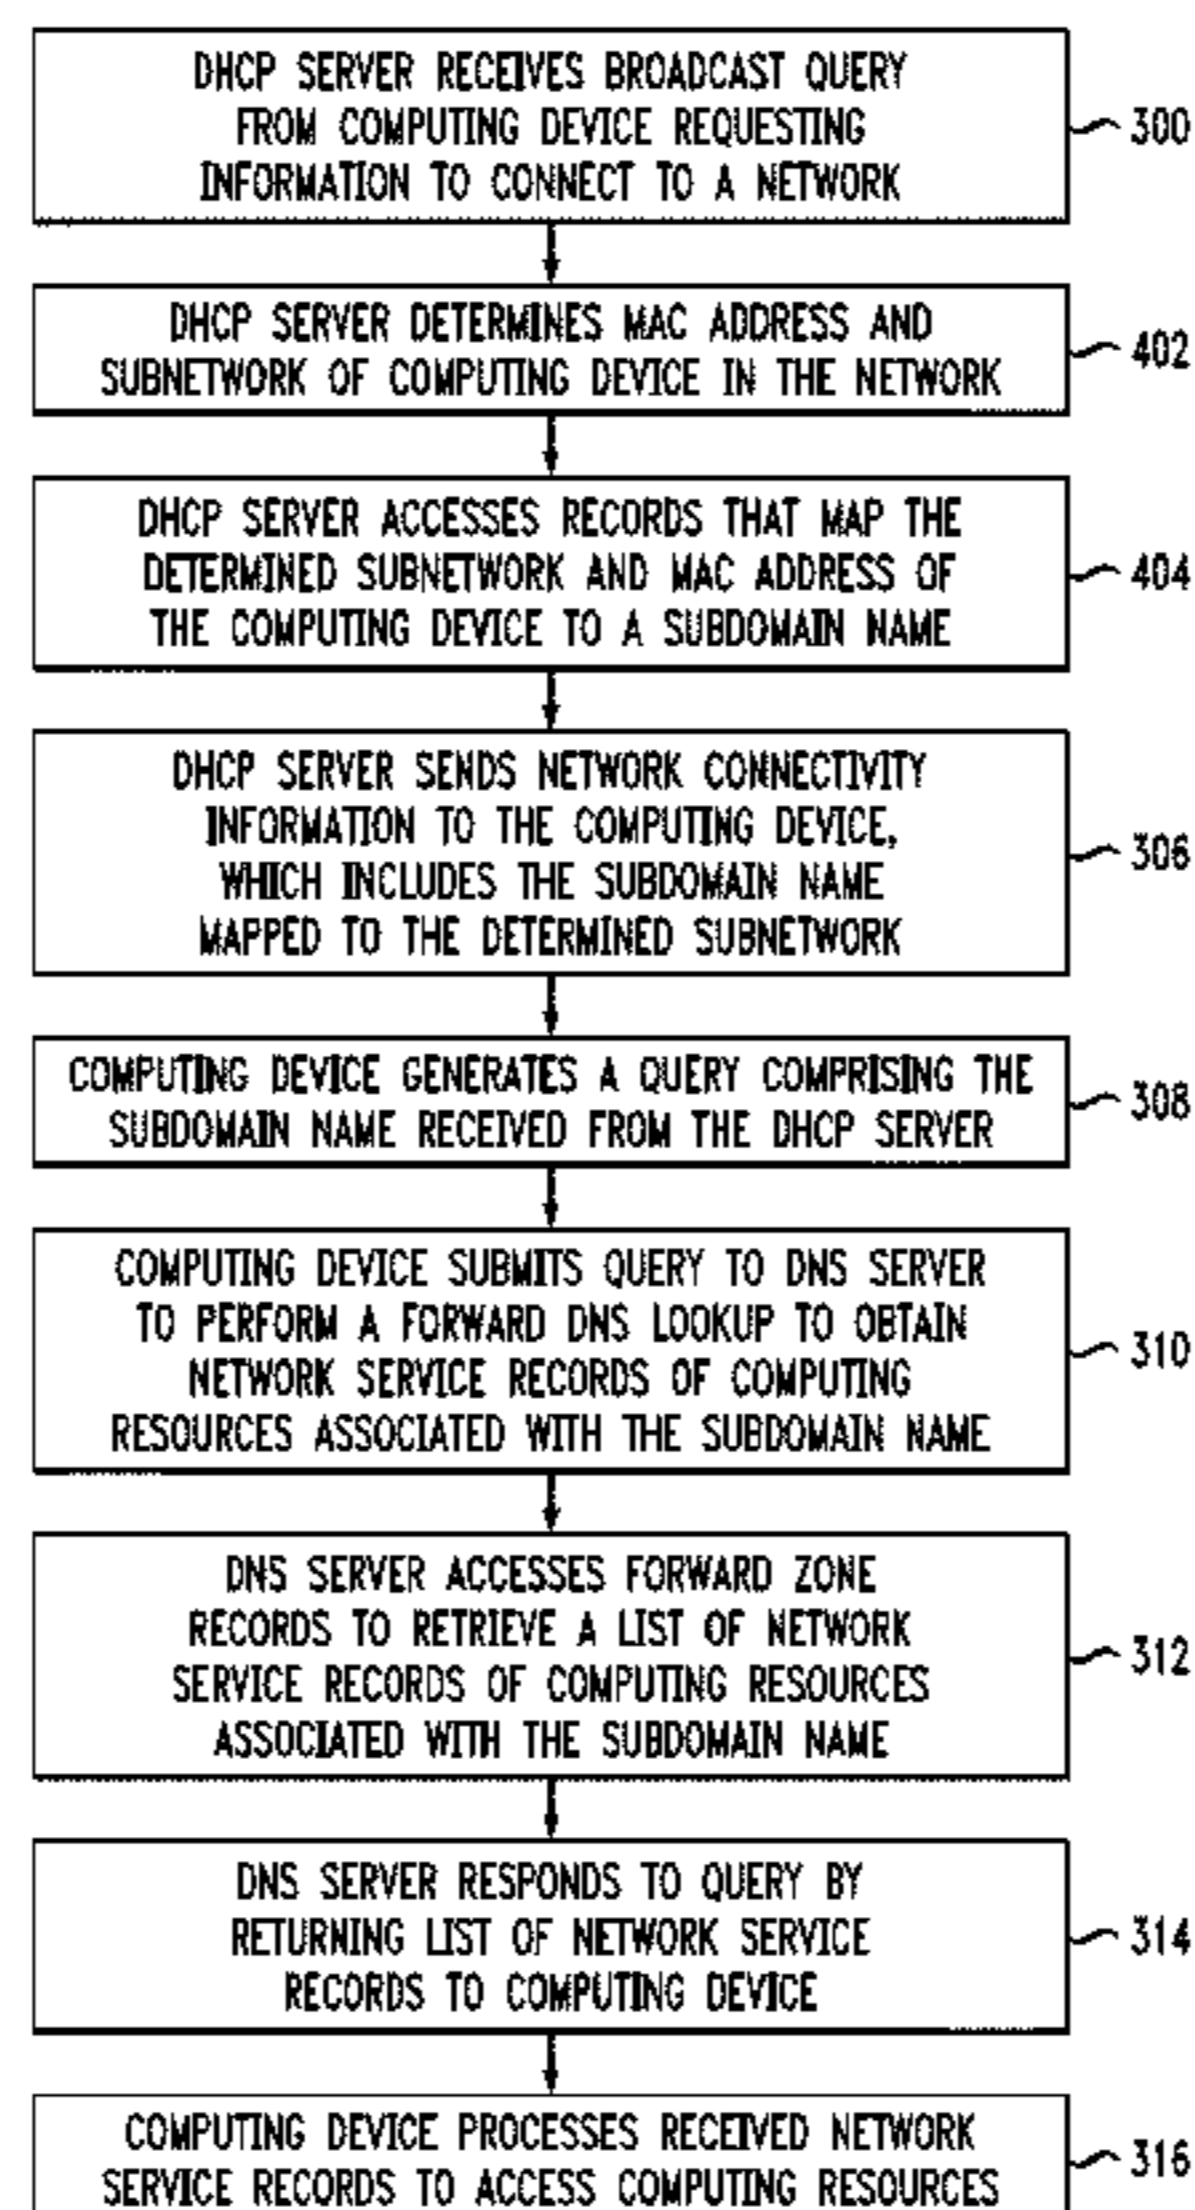 DHCP SERVER RECEIVES BROADCAST QUERY
FROM COMPUTING DEVICE REQUESTING
INFORMATION TO CONNECT TO A NETWORK
300
DHCP SERVER DETERMINES MAC ADDRESS AND
SUBNETWORK OF COMPUTING DEVICE IN THE NETWORK
402
DHCP SERVER ACCESSES RECORDS THAT MAP THE
DETERMINED SUBNETWORK AND MAC ADDRESS OF
THE COMPUTING DEVICE TO A SUBDOMAIN NAME
404
DHCP SERVER SENDS NETWORK CONNECTIVITY
INFORMATION TO THE COMPUTING DEVICE,
WHICH INCLUDES THE SUBDOMAIN NAME
MAPPED TO THE DETERMINED SUBNETWORK
306
COMPUTING DEVICE GENERATES A QUERY COMPRISING THE
SUBDOMAIN NAME RECEIVED FROM THE DHCP SERVER
308
COMPUTING DEVICE SUBMITS QUERY TO DNS SERVER
TO PERFORM A FORWARD DNS LOOKUP TO OBTAIN
NETWORK SERVICE RECORDS OF COMPUTING
RESOURCES ASSOCIATED WITH THE SUBDOMAIN NAME
310
DNS SERVER ACCESSES FORWARD ZONE
RECORDS TO RETRIEVE A LIST OF NETWORK
SERVICE RECORDS OF COMPUTING RESOURCES
ASSOCIATED WITH THE SUBDOMAIN NAME
312
DNS SERVER RESPONDS TO QUERY BY
RETURNING LIST OF NETWORK SERVICE
RECORDS TO COMPUTING DEVICE
314
COMPUTING DEVICE PROCESSES RECEIVED NETWORK
SERVICE RECORDS TO ACCESS COMPUTING RESOURCES
316